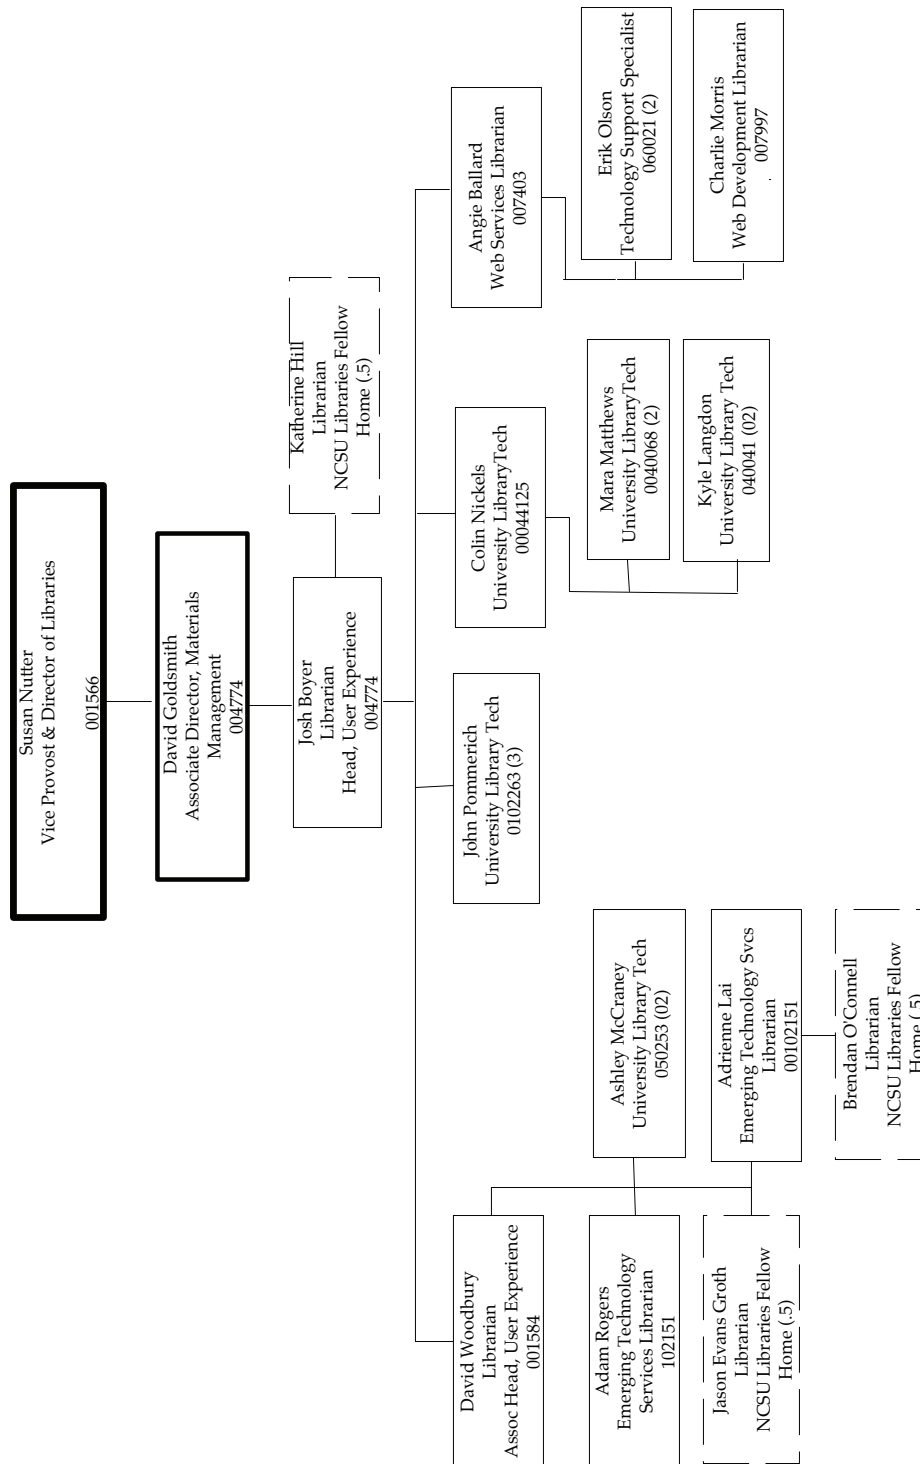 Susan Nutter
Vice Provost & Director of Libraries
001566
David Goldsmith
Associate Director, Materials
Management
004774
Josh Boyer
Librarian
Head, User Experience
004774
Katherine Hill
Librarian
NCSU Libraries Fellow
Home (.5)
David Woodbury
Librarian
Assoc Head, User Experience
001584
John Pommerich
University Library Tech
0102263 (3)
Colin Nickels
University LibraryTech
00044125
Angie Ballard
Web Services Librarian
007403
Adam Rogers
Emerging Technology
Services Librarian
102151
Ashley McCraney
University Library Tech
050253 (02)
Mara Matthews
University LibraryTech
0040068 (2)
Erik Olson
Technology Support Specialist
060021 (2)
Jason Evans Groth
Librarian
NCSU Libraries Fellow
Home (.5)
Adrienne Lai
Emerging Technology Svcs
Librarian
00102151
Kyle Langdon
University Library Tech
040041 (02)
Charlie Morris
Web Development Librarian
007997
.
Brendan O'Connell
Librarian
NCSU Libraries Fellow
Home (.5)